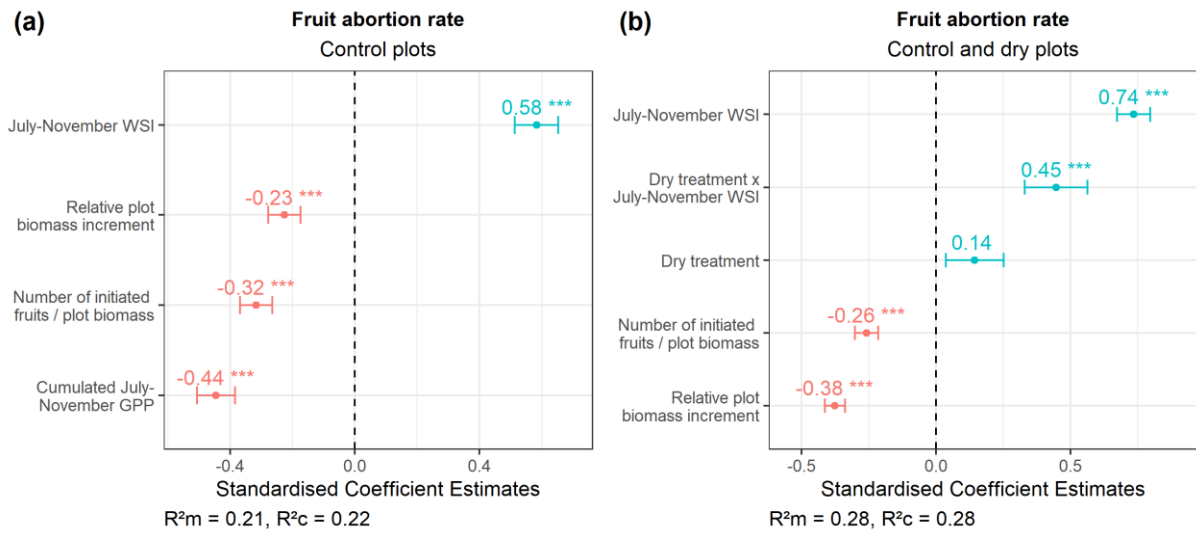 (a)
Fruit abortion rate
Control plots
July-November WSI
0.58 ***
Relative plot
biomass increment
-0.23 ***
Number of initiated
fruits / plot biomass
-0.32 ***
Cumulated July-
November GPP
-0.44 ***
-0.4
0.0
0.4
Standardised Coefficient Estimates
R²m = 0.21, R²c = 0.22
(b)
Fruit abortion rate
Control and dry plots
July-November WSI
0.74 ***
Dry treatment x
July-November WSI
0.45 ***
Dry treatment
0.14
Number of initiated
fruits / plot biomass
-0.26 ***
Relative plot
biomass increment
-0.38 ***
-0.5
0.0
0.5
Standardised Coefficient Estimates
R²m = 0.28, R²c = 0.28